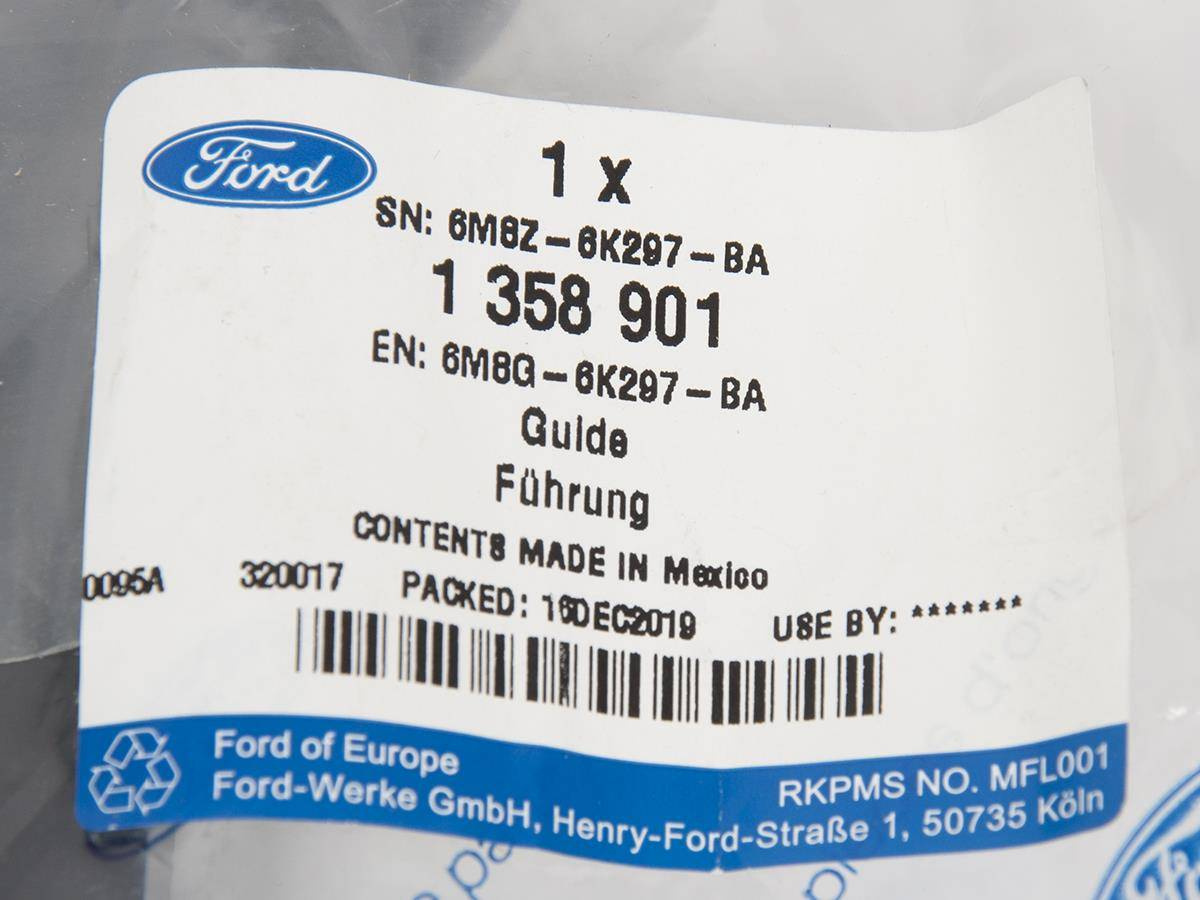 Ford
1 x
SN: 6M8Z-6K297-BA
1 358 901
EN: 6M8G-6K297-BA
Guide
Führung
CONTENTS MADE IN Mexico
0095A 320017 PACKED: 16DEC2019 USE BY: *******
Ford of Europe
Ford-Werke GmbH, Henry-Ford-Straße 1, 50735 Köln
RKPMS NO. MFL001
Ford